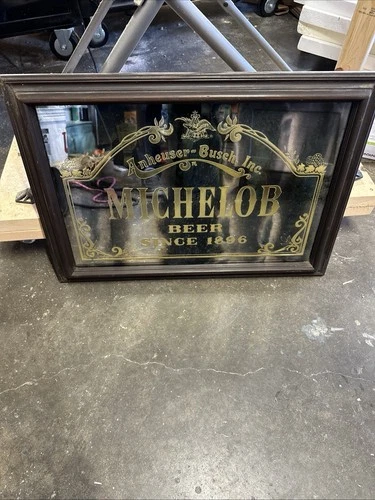 Anheuser-Busch, Inc.
MICHELOB
BEER
SINCE 1896